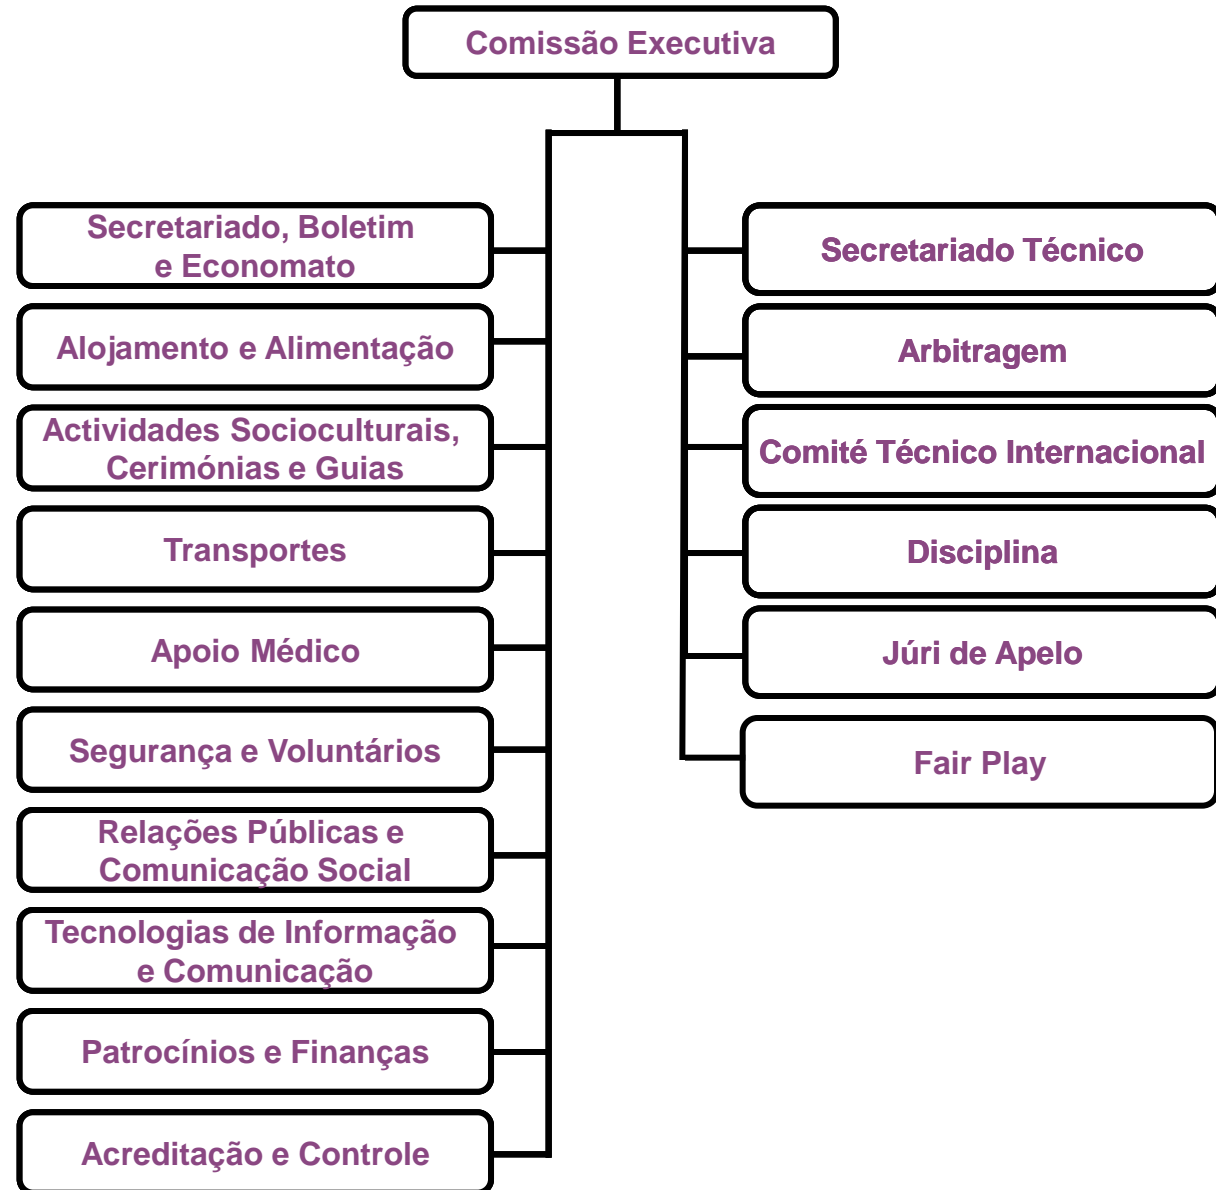 Comissão Executiva
Secretariado, Boletim
e Economato
Alojamento e Alimentação
Actividades Socioculturais,
Cerimónias e Guias
Transportes
Apoio Médico
Segurança e Voluntários
Relações Públicas e
Comunicação Social
Tecnologias de Informação
e Comunicação
Patrocínios e Finanças
Acreditação e Controle
Secretariado Técnico
Arbitragem
Comité Técnico Internacional
Disciplina
Júri de Apelo
Fair Play